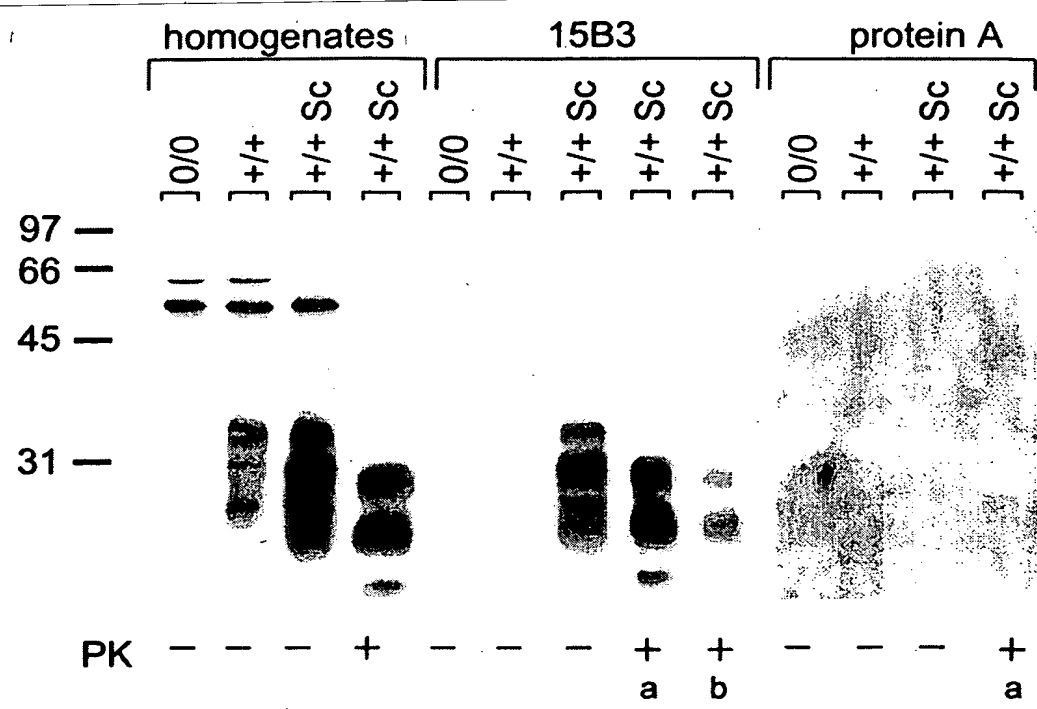 homogenates 15B3 protein A
0/0 +/+ +/+ Sc +/+ Sc 0/0 +/+ +/+ Sc +/+ Sc +/+ Sc 0/0 +/+ +/+ Sc +/+ Sc
97
66
45
31
PK − − − + − − − + + − − − +
a b a